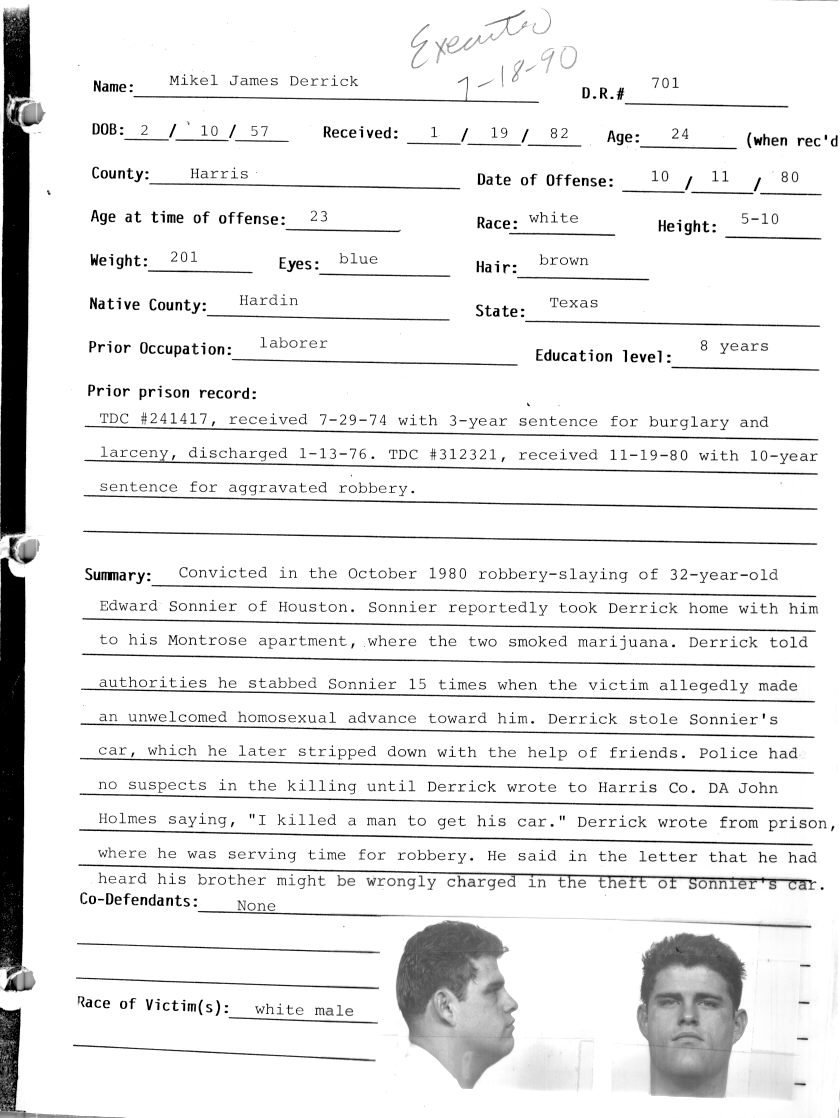 Executed
7-18-90
Name: Mikel James Derrick D.R.# 701
DOB: 2 / 10 / 57 Received: 1 / 19 / 82 Age: 24 (when rec'd
County: Harris Date of Offense: 10 / 11 / 80
Age at time of offense: 23 Race: white Height: 5-10
Weight: 201 Eyes: blue Hair: brown
Native County: Hardin State: Texas
Prior Occupation: laborer Education level: 8 years
Prior prison record:
TDC #241417, received 7-29-74 with 3-year sentence for burglary and
larceny, discharged 1-13-76. TDC #312321, received 11-19-80 with 10-year
sentence for aggravated robbery.
Summary: Convicted in the October 1980 robbery-slaying of 32-year-old
Edward Sonnier of Houston. Sonnier reportedly took Derrick home with him
to his Montrose apartment, where the two smoked marijuana. Derrick told
authorities he stabbed Sonnier 15 times when the victim allegedly made
an unwelcomed homosexual advance toward him. Derrick stole Sonnier's
car, which he later stripped down with the help of friends. Police had
no suspects in the killing until Derrick wrote to Harris Co. DA John
Holmes saying, "I killed a man to get his car." Derrick wrote from prison,
where he was serving time for robbery. He said in the letter that he had
heard his brother might be wrongly charged in the theft of Sonnier's car.
Co-Defendants: None
Race of Victim(s): white male